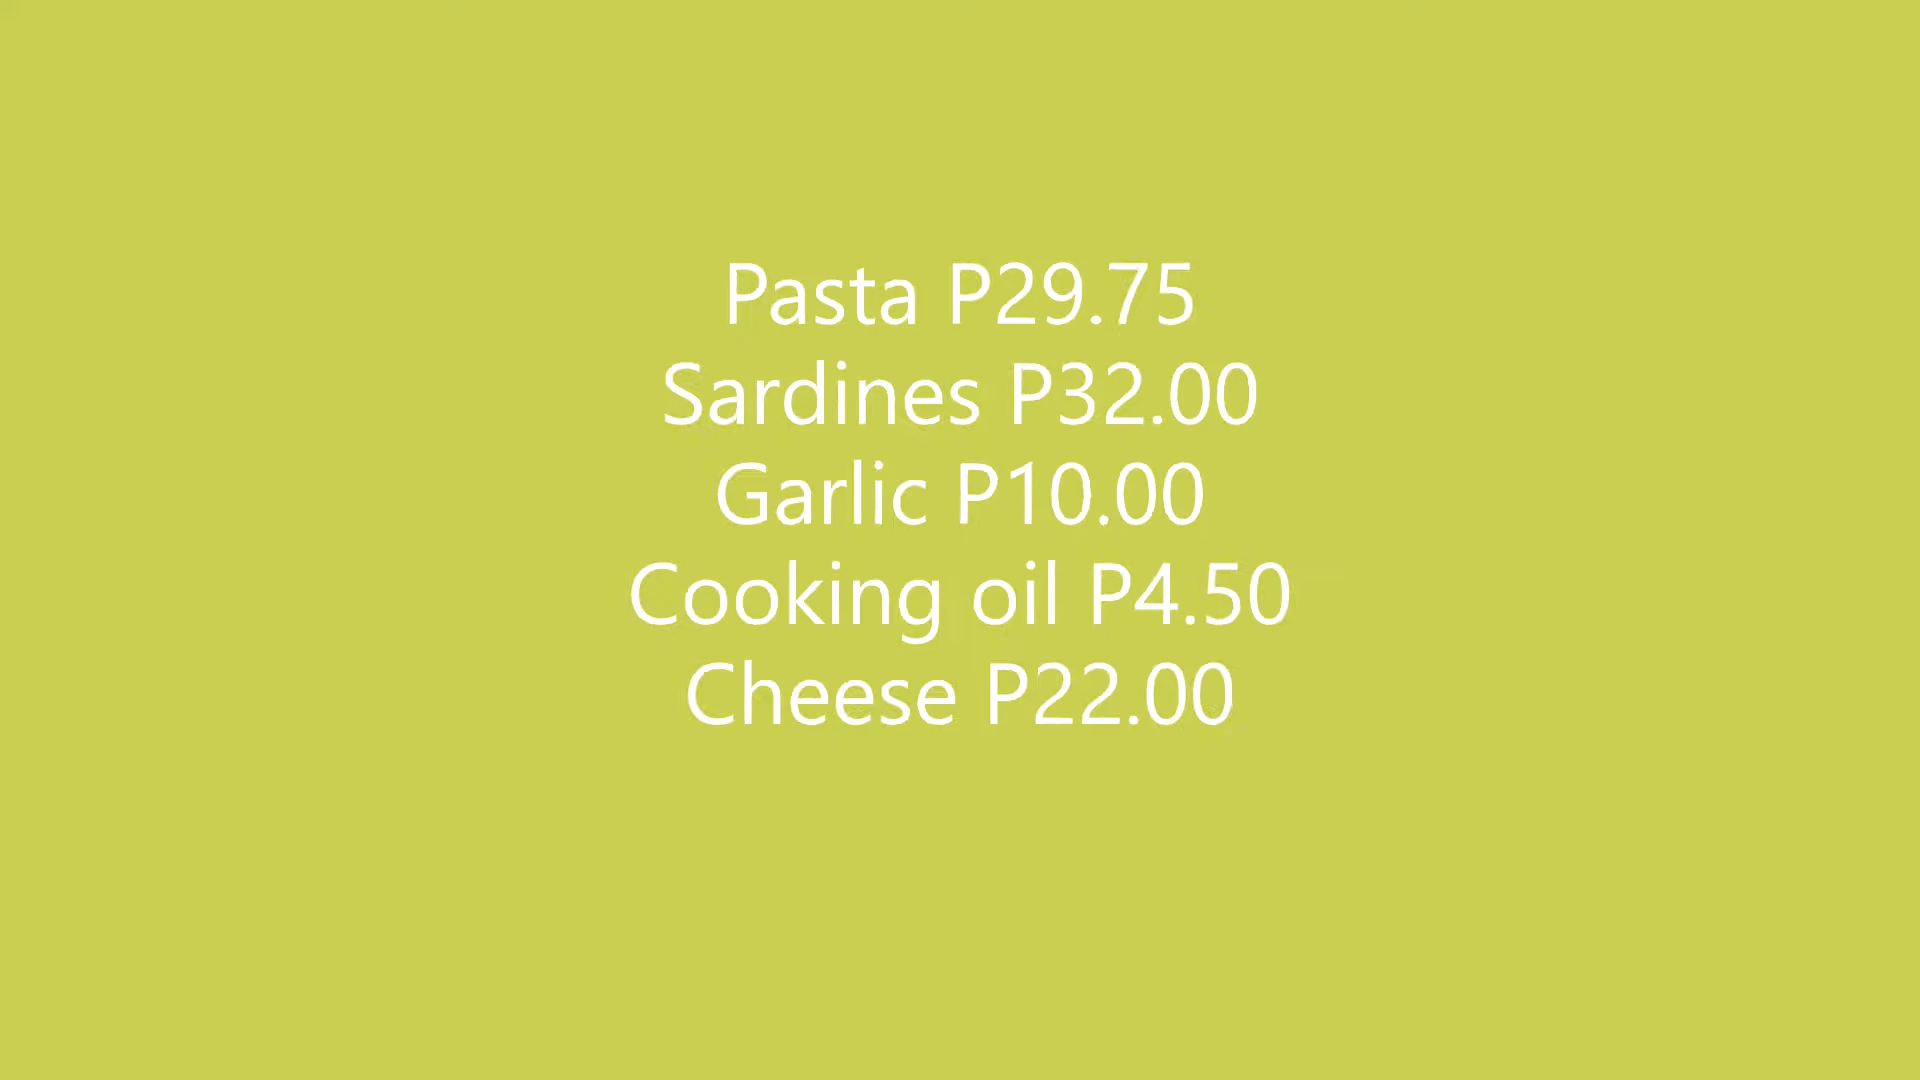 Pasta P29.75
Sardines P32.00
Garlic P10.00
Cooking oil P4.50
Cheese P22.00